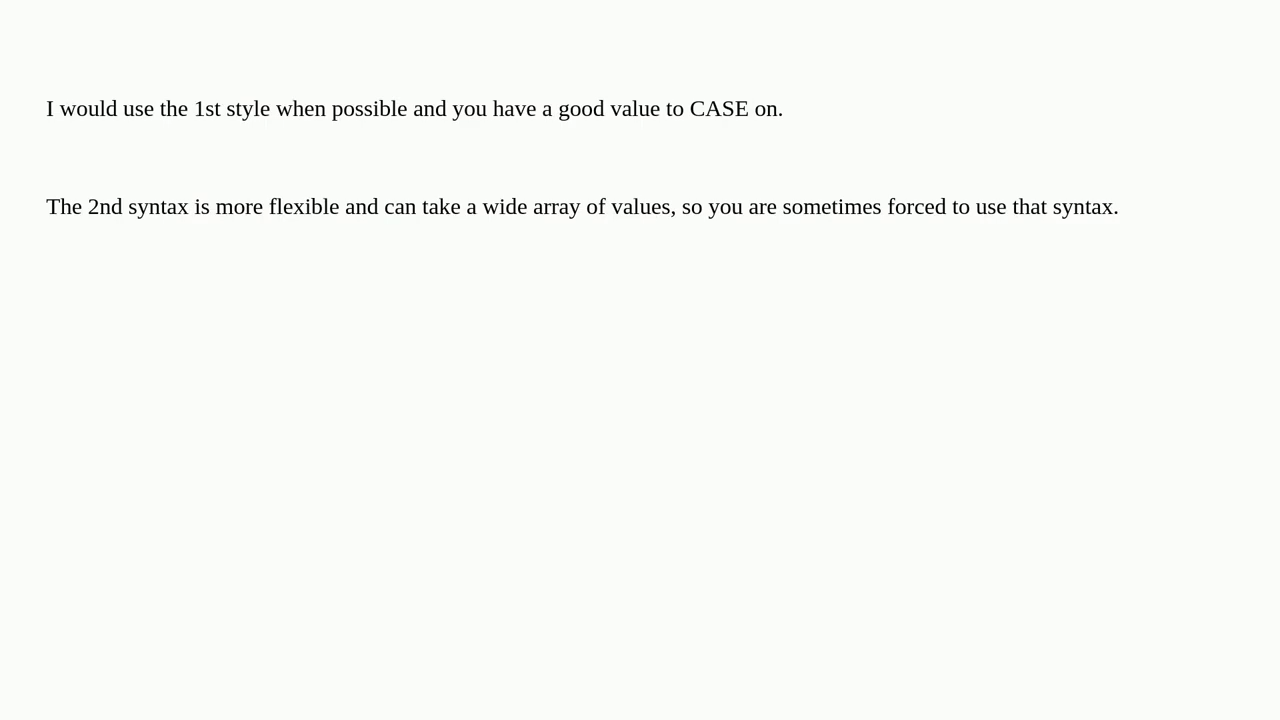 I would use the 1st style when possible and you have a good value to CASE on.
The 2nd syntax is more flexible and can take a wide array of values, so you are sometimes forced to use that syntax.